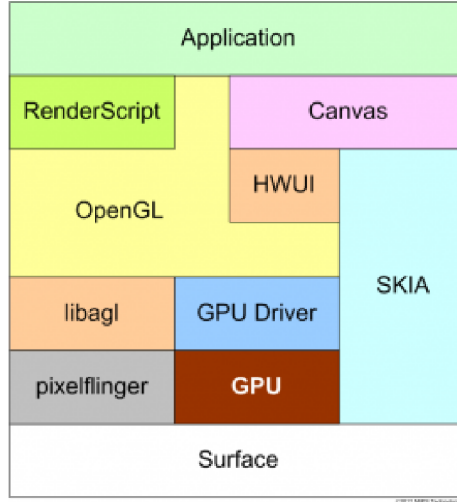 Application
RenderScript
Canvas
HWUI
OpenGL
SKIA
libagl
GPU Driver
pixelflinger
GPU
Surface